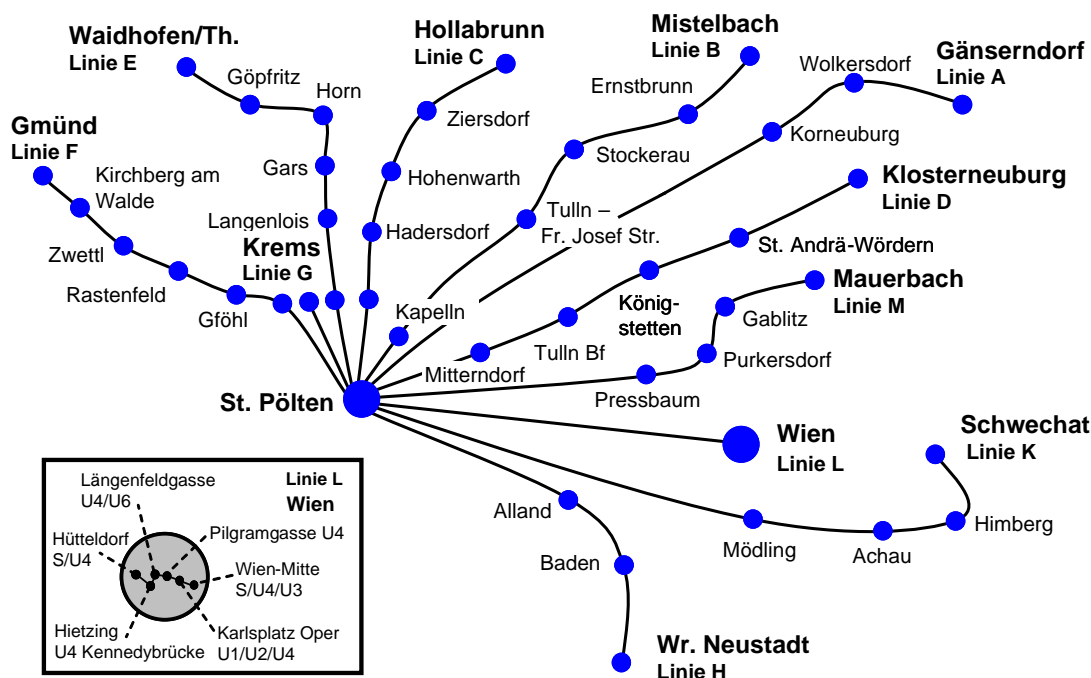 Waidhofen/Th.
Linie E
Göpfritz
Horn
Gars
Langenlois
Hollabrunn
Linie C
Ziersdorf
Hohenwarth
Hadersdorf
Mistelbach
Linie B
Ernstbrunn
Stockerau
Tulln –
Fr. Josef Str.
Kapelln
Gänserndorf
Linie A
Wolkersdorf
Korneuburg
Gmünd
Linie F
Kirchberg am
Walde
Zwettl
Rastenfeld
Gföhl
Krems
Linie G
Klosterneuburg
Linie D
St. Andrä-Wördern
König-
stetten
Tulln Bf
Mitterndorf
Mauerbach
Linie M
Gablitz
Purkersdorf
Pressbaum
St. Pölten
Wien
Linie L
Schwechat
Linie K
Himberg
Achau
Mödling
Alland
Baden
Wr. Neustadt
Linie H
Linie L
Wien
Längenfeldgasse
U4/U6
Pilgramgasse U4
Hütteldorf
S/U4
Wien-Mitte
S/U4/U3
Hietzing
U4 Kennedybrücke
Karlsplatz Oper
U1/U2/U4